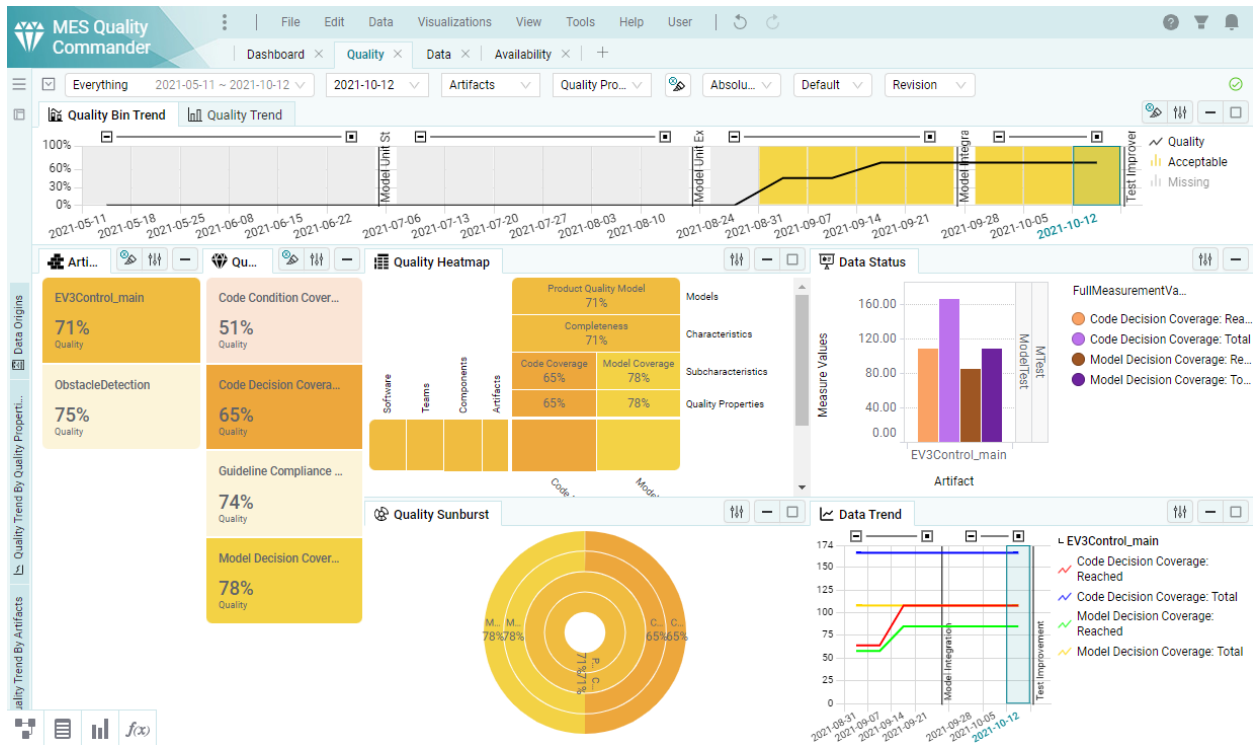 MES Quality
Commander
File Edit Data Visualizations View Tools Help User
Dashboard Quality Data Availability
Everything 2021-05-11 ~ 2021-10-12 2021-10-12 Artifacts Quality Pro... Absolu... Default Revision
Quality Bin Trend Quality Trend
100%
60%
30%
0%
Model Unit St
Model Unit Ex
Model Integra
Test Improver
Quality
Acceptable
Missing
2021-05-11 2021-05-18 2021-05-25 2021-06-08 2021-06-15 2021-06-22 2021-07-06 2021-07-13 2021-07-20 2021-07-27 2021-08-03 2021-08-10 2021-08-24 2021-08-31 2021-09-07 2021-09-14 2021-09-21 2021-09-28 2021-10-05 2021-10-12
Data Origins
Quality Trend By Quality Properti...
uality Trend By Artifacts
Arti...
EV3Control_main
71%
Quality
ObstacleDetection
75%
Quality
Qu...
Code Condition Cover...
51%
Quality
Code Decision Covera...
65%
Quality
Guideline Compliance ...
74%
Quality
Model Decision Cover...
78%
Quality
Quality Heatmap
Product Quality Model
71%
Models
Completeness
71%
Characteristics
Code Coverage
65%
Model Coverage
78%
Subcharacteristics
65% 78% Quality Properties
Software
Teams
Components
Artifacts
Quality Sunburst
M... M...
78%78%
C... C...
65%65%
P... C...
71%71%
Data Status
160.00
120.00
80.00
40.00
0.00
Measure Values
ModelTest
MTest
EV3Control_main
Artifact
FullMeasurementVa...
Code Decision Coverage: Rea...
Code Decision Coverage: Total
Model Decision Coverage: Re...
Model Decision Coverage: To...
Data Trend
174
150
125
100
75
50
25
0
Model Integration
Test Improvement
2021-08-31 2021-09-07 2021-09-14 2021-09-21 2021-09-28 2021-10-05 2021-10-12
EV3Control_main
Code Decision Coverage:
Reached
Code Decision Coverage: Total
Model Decision Coverage:
Reached
Model Decision Coverage: Total
f(x)